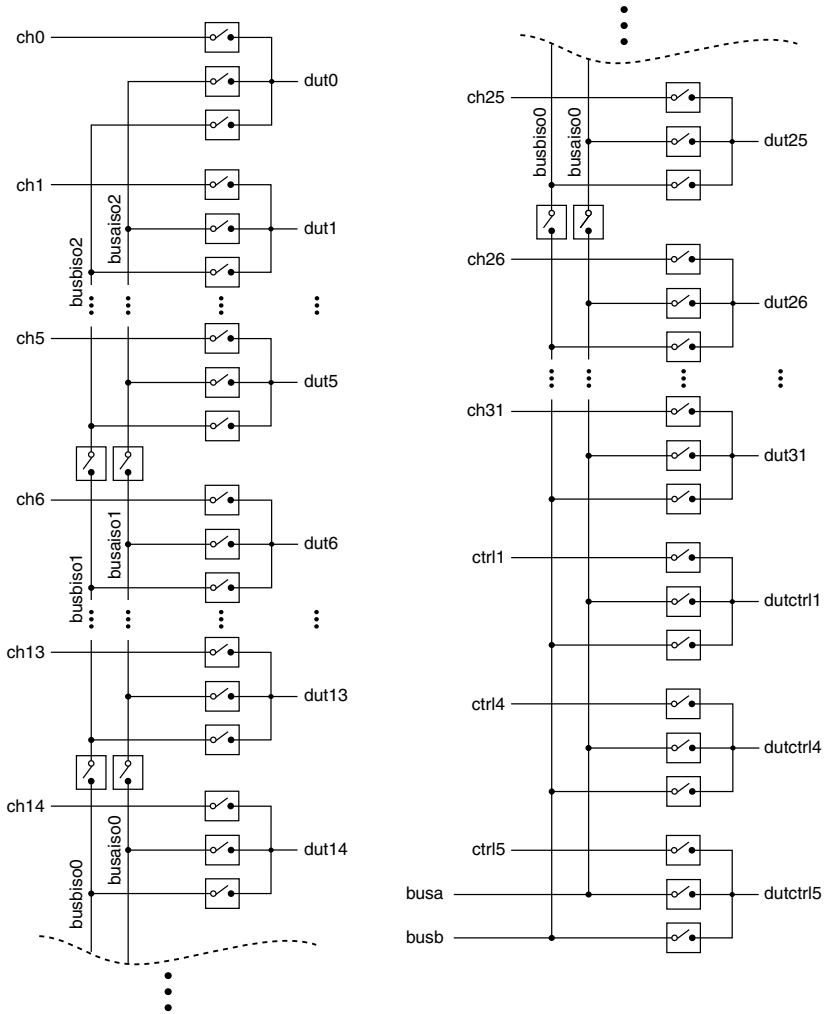 ch0
dut0
ch1
dut1
busbiso2
busaiso2
ch5
dut5
ch6
dut6
busbiso1
busaiso1
ch13
dut13
ch14
dut14
busbiso0
busaiso0
ch25
dut25
busbiso0
busaiso0
ch26
dut26
ch31
dut31
ctrl1
dutctrl1
ctrl4
dutctrl4
ctrl5
busa
dutctrl5
busb